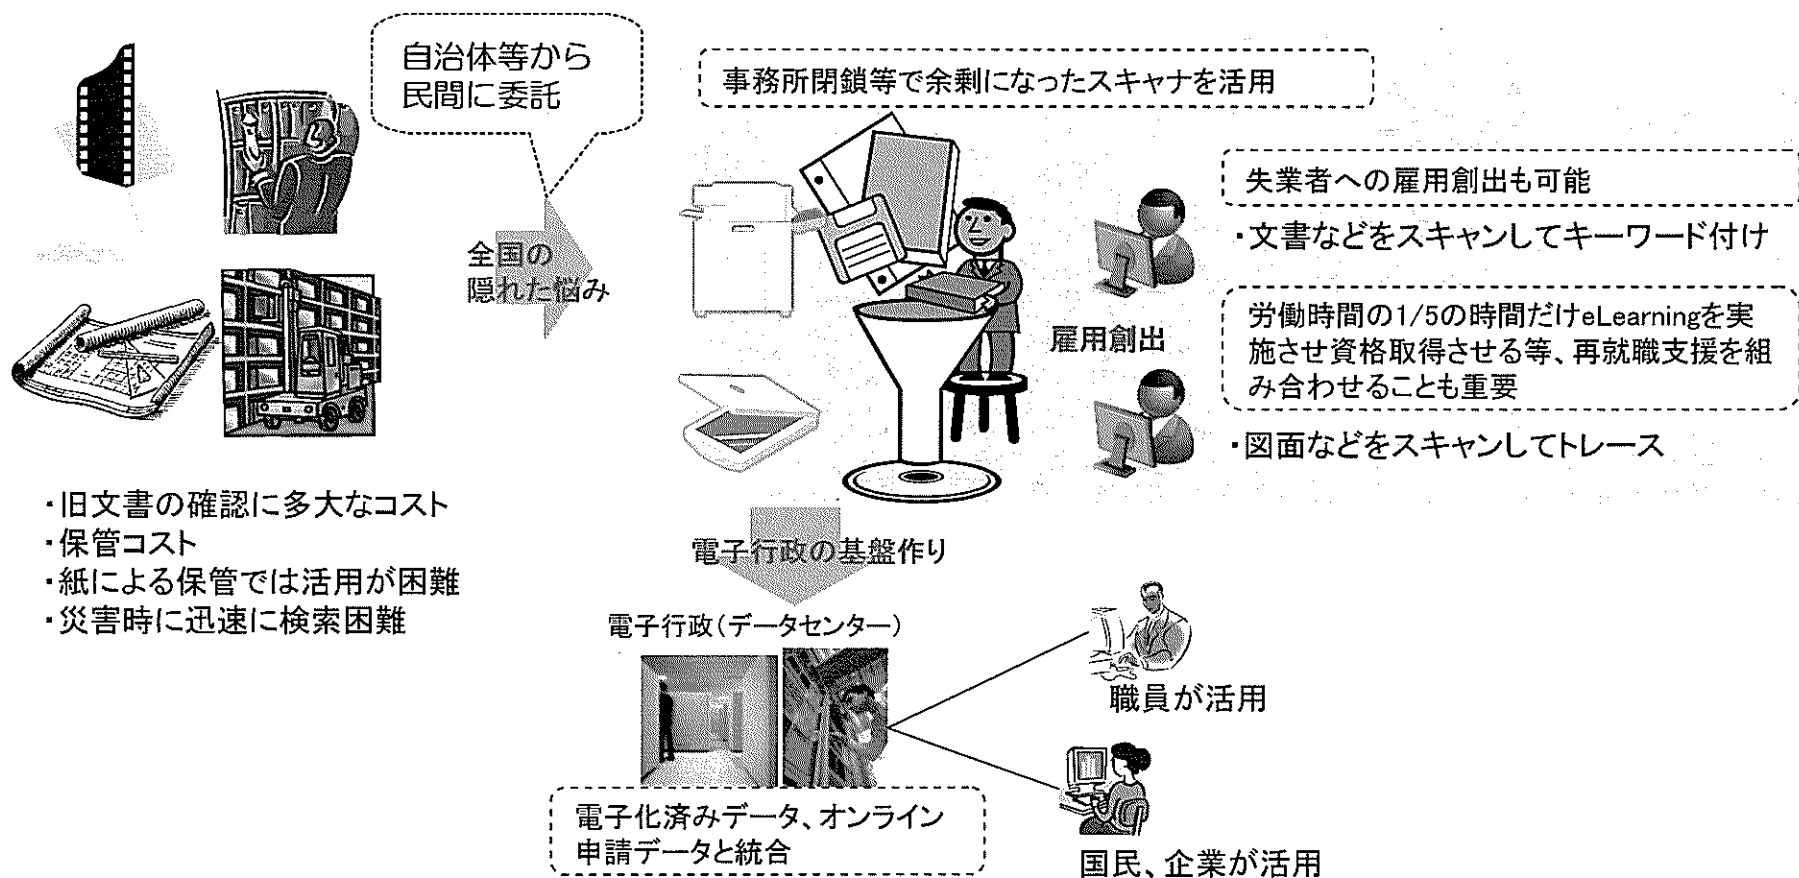 自治体等から
民間に委託
事務所閉鎖等で余剰になったスキャナを活用
失業者への雇用創出も可能
・文書などをスキャンしてキーワード付け
全国の
隠れた悩み
労働時間の1/5の時間だけeLearningを実
施させ資格取得させる等、再就職支援を組
み合わせることも重要
雇用創出
・図面などをスキャンしてトレース
・旧文書の確認に多大なコスト
・保管コスト
・紙による保管では活用が困難
・災害時に迅速に検索困難
電子行政の基盤作り
電子行政(データセンター)
職員が活用
電子化済みデータ、オンライン
申請データと統合
国民、企業が活用